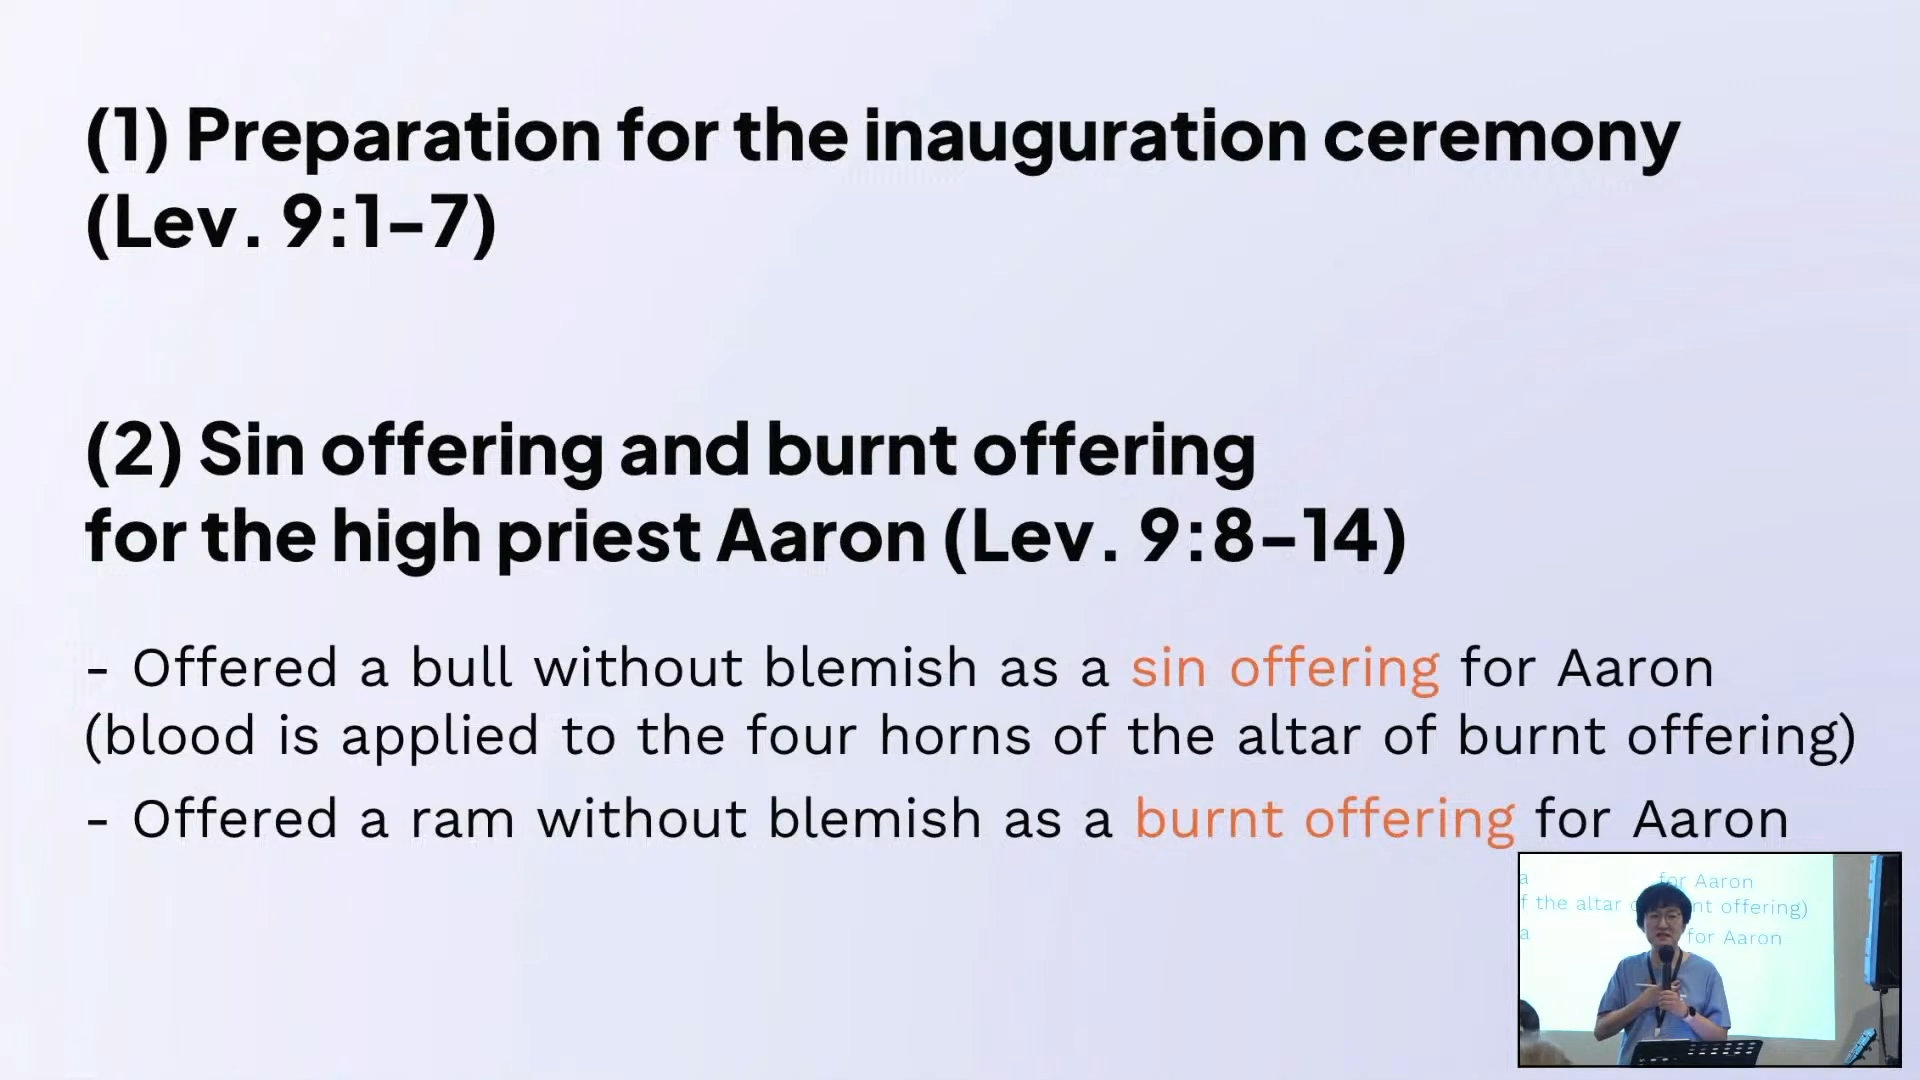 (1) Preparation for the inauguration ceremony
(Lev. 9:1-7)
(2) Sin offering and burnt offering
for the high priest Aaron (Lev. 9:8-14)
- Offered a bull without blemish as a sin offering for Aaron
(blood is applied to the four horns of the altar of burnt offering)
- Offered a ram without blemish as a burnt offering for Aaron
a for Aaron
f the altar nt offering)
a for Aaron